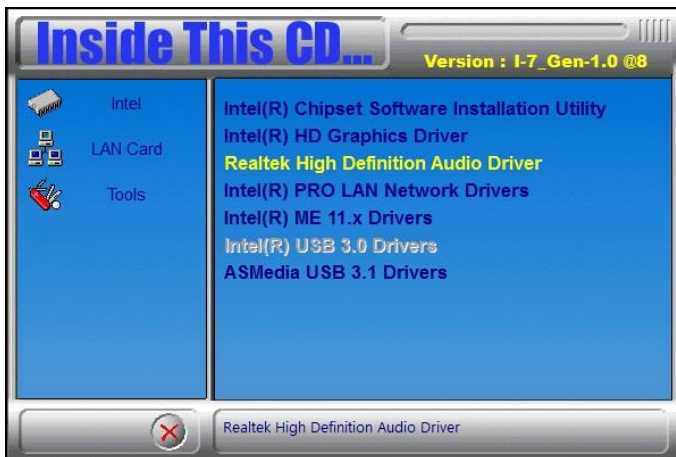 Inside This CD...
Version : I-7_Gen-1.0 @8
Intel
LAN Card
Tools
Intel(R) Chipset Software Installation Utility
Intel(R) HD Graphics Driver
Realtek High Definition Audio Driver
Intel(R) PRO LAN Network Drivers
Intel(R) ME 11.x Drivers
Intel(R) USB 3.0 Drivers
ASMedia USB 3.1 Drivers
Realtek High Definition Audio Driver